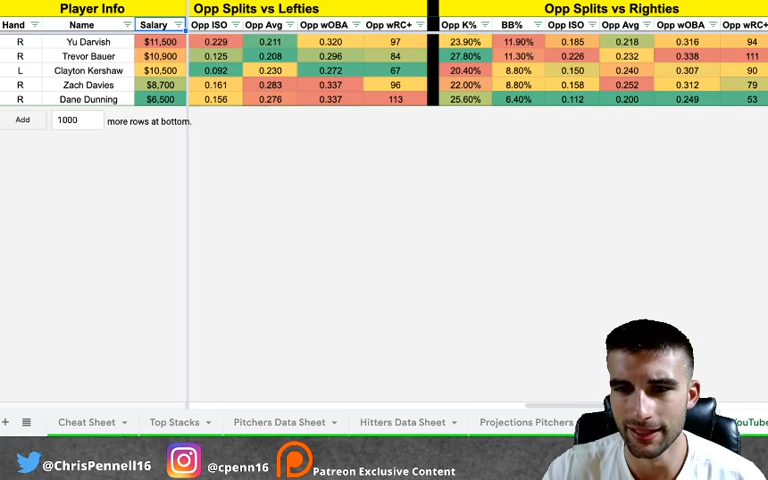 Player Info Opp Splits vs Lefties Opp Splits vs Righties
Hand Name Salary Opp ISO Opp Avg Opp wOBA Opp wRC+ Opp K% BB% Opp ISO Opp Avg Opp wOBA Opp wRC+
R Yu Darvish $11,500 0.229 0.211 0.320 97 23.90% 11.90% 0.185 0.218 0.316 94
R Trevor Bauer $10,900 0.125 0.208 0.296 84 27.80% 11.30% 0.226 0.232 0.338 111
L Clayton Kershaw $10,500 0.092 0.230 0.272 67 20.40% 8.80% 0.150 0.240 0.307 90
R Zach Davies $8,700 0.161 0.283 0.337 96 22.00% 8.80% 0.158 0.252 0.312 79
R Dane Dunning $6,500 0.156 0.276 0.337 113 25.60% 6.40% 0.112 0.200 0.249 53
Add 1000 more rows at bottom.
+ Cheat Sheet Top Stacks Pitchers Data Sheet Hitters Data Sheet Projections Pitchers YouTube
@ChrisPennell16 @cpenn16 Patreon Exclusive Content